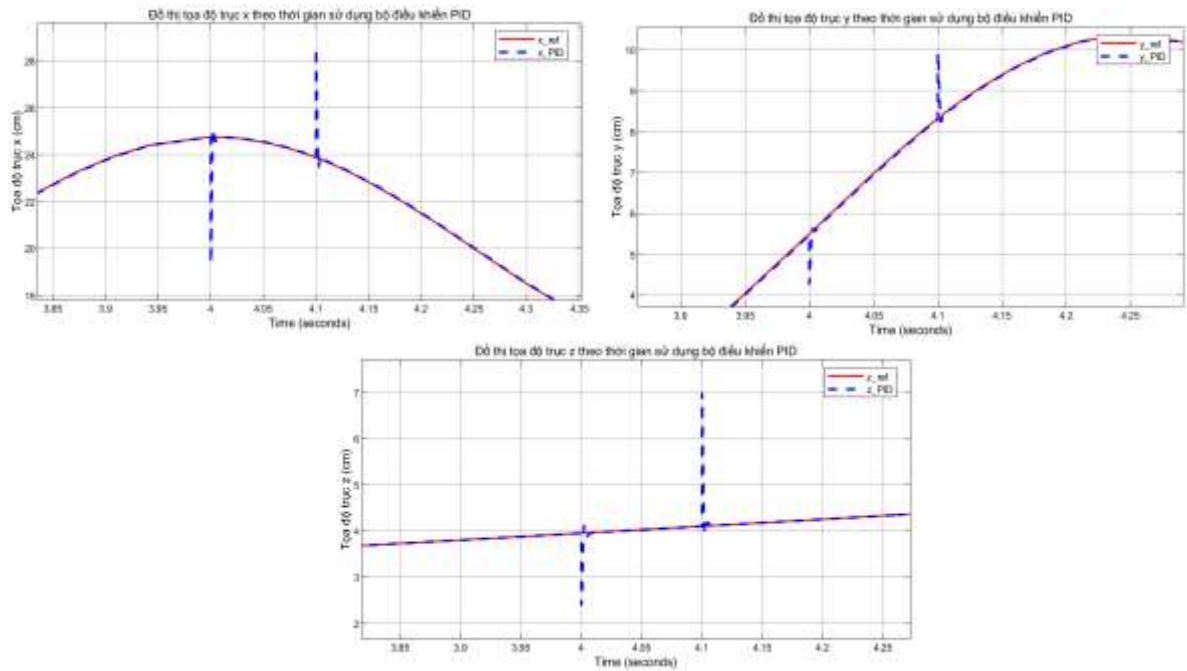 Đồ thị tọa độ trục x theo thời gian sử dụng bộ điều khiển PID
x_ref
x_PID
Tọa độ trục x (cm)
28
26
24
22
20
18
3.85 3.9 3.95 4 4.05 4.1 4.15 4.2 4.25 4.3 4.35
Time (seconds)
Đồ thị tọa độ trục y theo thời gian sử dụng bộ điều khiển PID
y_ref
y_PID
Tọa độ trục y (cm)
10
9
8
7
6
5
4
3.9 3.95 4 4.05 4.1 4.15 4.2 4.25
Time (seconds)
Đồ thị tọa độ trục z theo thời gian sử dụng bộ điều khiển PID
z_ref
z_PID
Tọa độ trục z (cm)
7
6
5
4
3
2
3.85 3.9 3.95 4 4.05 4.1 4.15 4.2 4.25
Time (seconds)